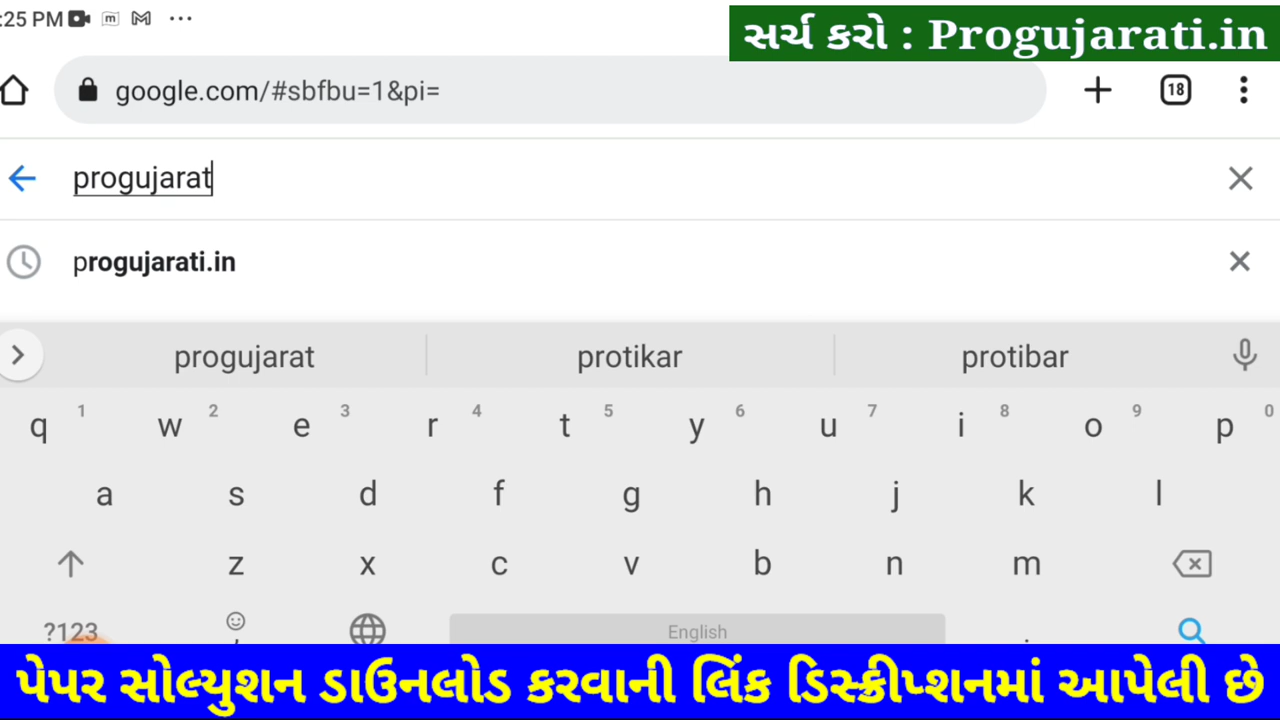 :25 PM
સર્ચ કરો : Progujarati.in
google.com/#sbfbu=1&pi=
18
progujarat
progujarati.in
progujarat protikar protibar
q 1 w 2 e 3 r 4 t 5 y 6 u 7 i 8 o 9 p 0
a s d f g h j k l
z x c v b n m
?123 , English .
પેપર સોલ્યુશન ડાઉનલોડ કરવાની લિંક ડિસ્ક્રીપ્શનમાં આપેલી છે